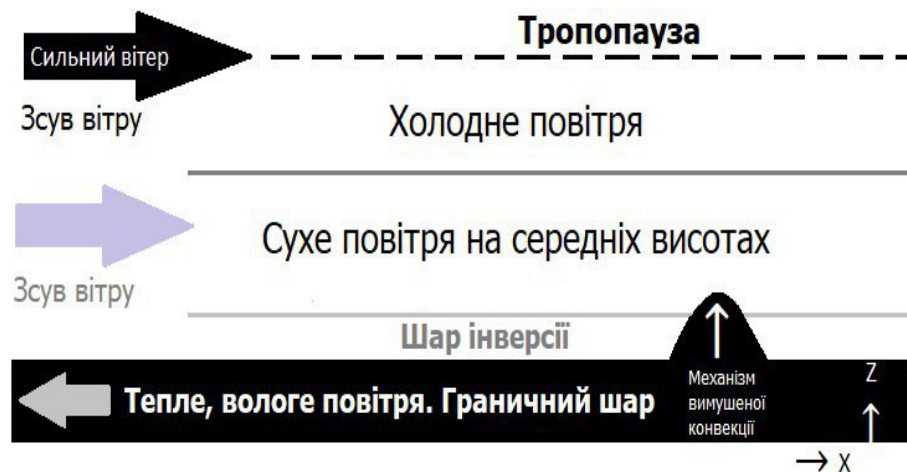 Тропопауза
Сильний вітер
Зсув вітру
Холодне повітря
Сухе повітря на середніх висотах
Зсув вітру
Шар інверсії
Тепле, вологе повітря. Граничний шар
Механізм
вимушеної
конвекції
Z
X